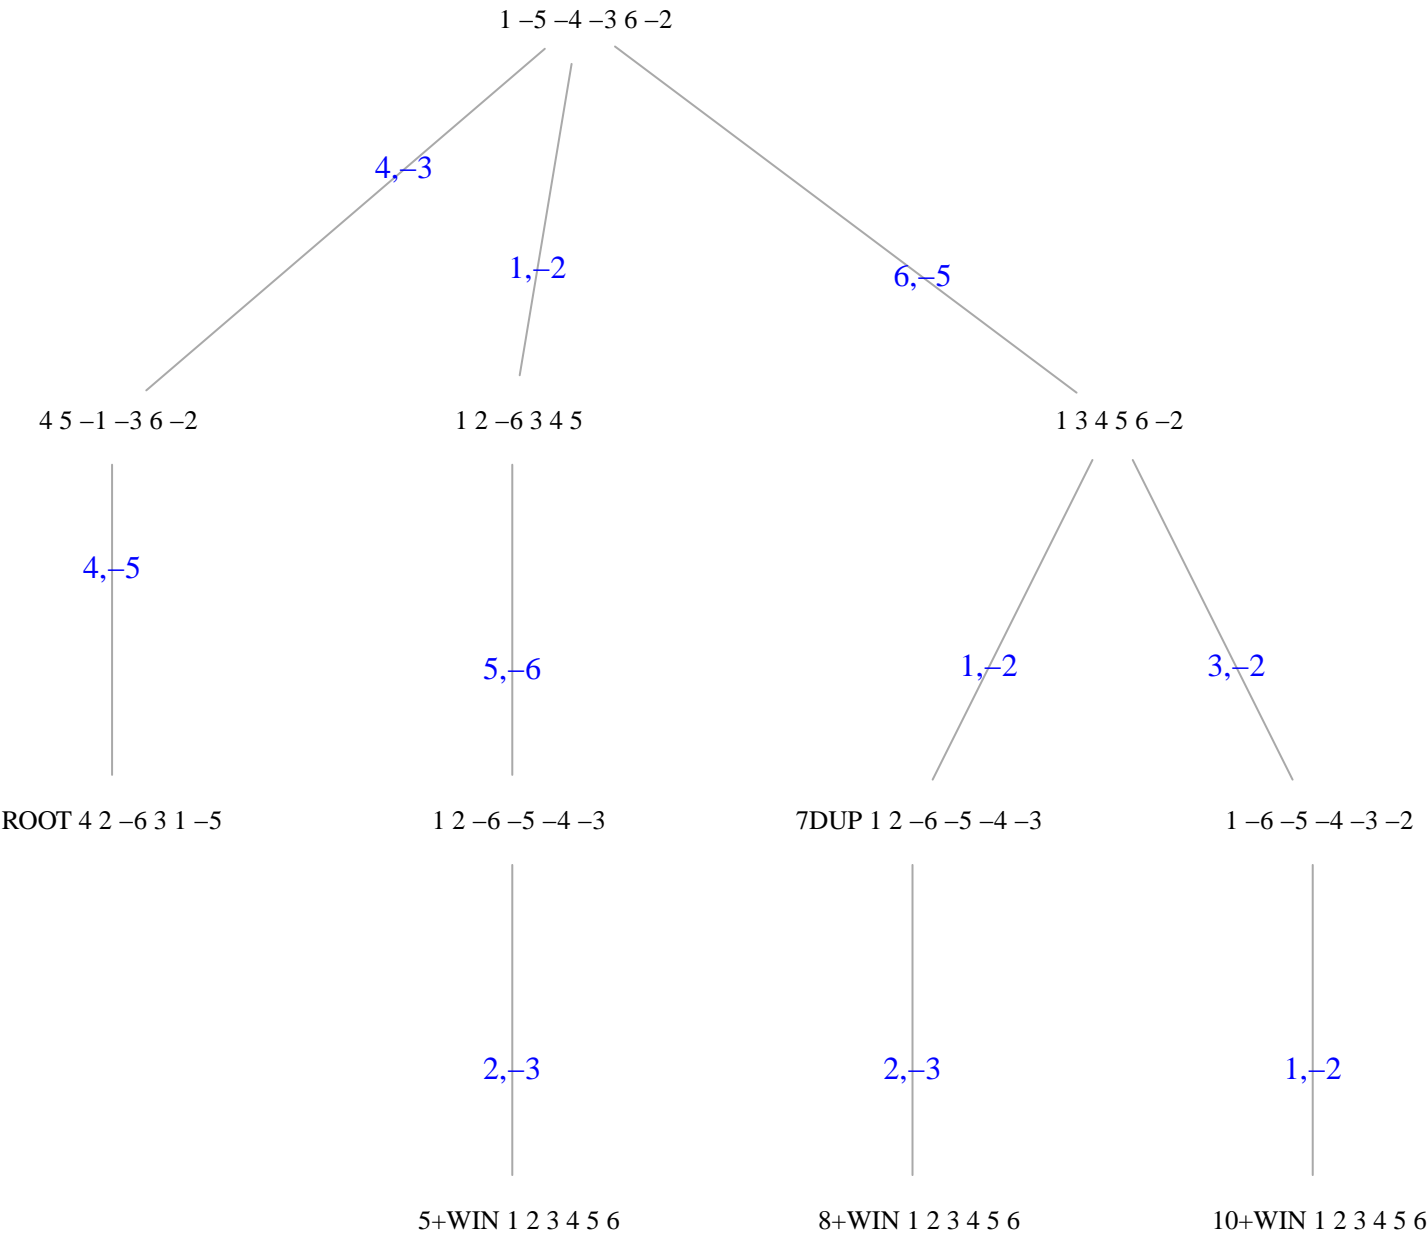 1 –5 –4 –3 6 –2
4,–3
1,–2
6,–5
4 5 –1 –3 6 –2
1 2 –6 3 4 5
1 3 4 5 6 –2
4,–5
5,–6
1,–2
3,–2
ROOT 4 2 –6 3 1 –5
1 2 –6 –5 –4 –3
7DUP 1 2 –6 –5 –4 –3
1 –6 –5 –4 –3 –2
2,–3
2,–3
1,–2
5+WIN 1 2 3 4 5 6
8+WIN 1 2 3 4 5 6
10+WIN 1 2 3 4 5 6